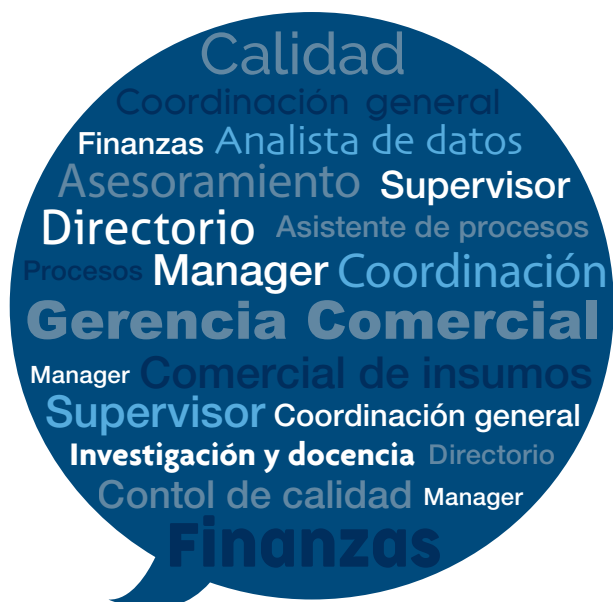 Calidad
Coordinación general
Finanzas Analista de datos
Asesoramiento Supervisor
Directorio Asistente de procesos
Procesos Manager Coordinación
Gerencia Comercial
Manager Comercial de insumos
Supervisor Coordinación general
Investigación y docencia Directorio
Contol de calidad Manager
Finanzas